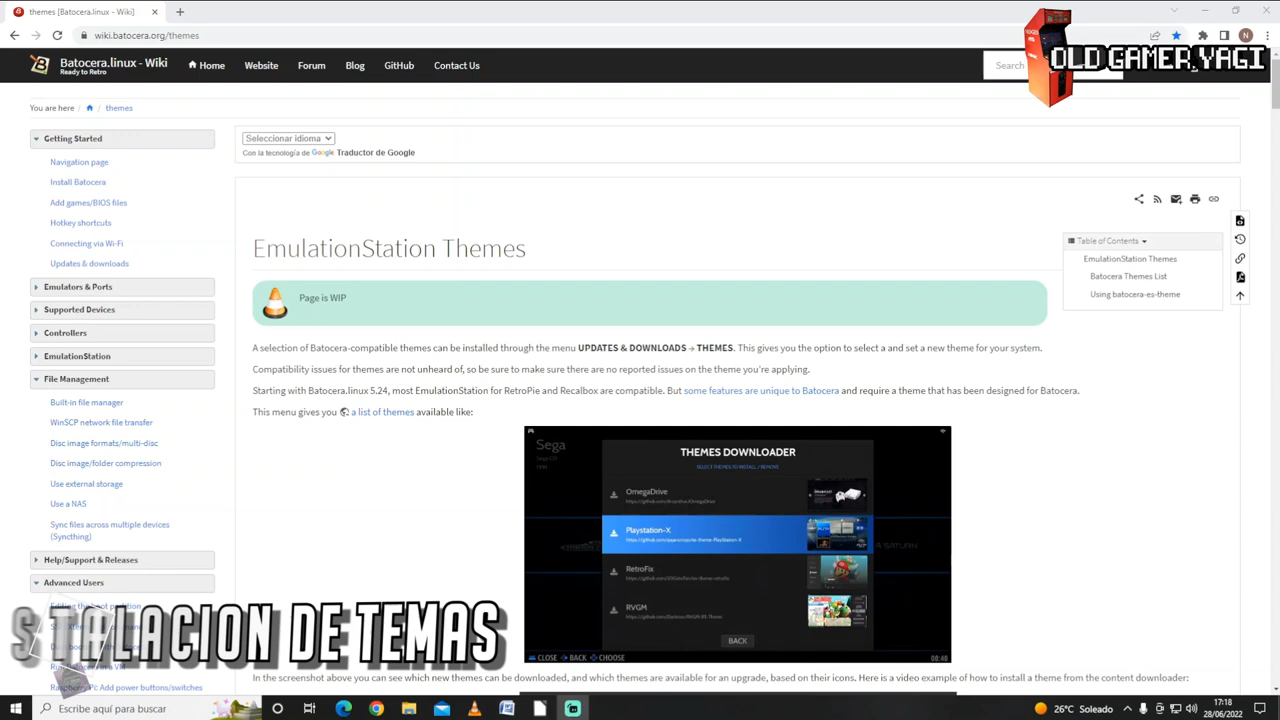 themes [Batocera.linux - Wiki]
wiki.batocera.org/themes
N
Batocera.linux - Wiki
Ready to Retro
Home
Website
Forum
GitHub
Contact Us
Search
OLD GAMER YAGI
You are here / / themes
Getting Started
Navigation page
Install Batocera
Add games/BIOS files
Hotkey shortcuts
Connecting via Wi-Fi
Updates & downloads
Emulators & Ports
Supported Devices
Controllers
EmulationStation
File Management
Built-in file manager
WinSCP network file transfer
Disc image formats/multi-disc
Disc image/folder compression
Use external storage
Use a NAS
Sync files across multiple devices
(Syncthing)
Help/Support & Releases
Advanced Users
Seleccionar idioma
Con la tecnología de Google Traductor de Google
EmulationStation Themes
Page is WIP
Table of Contents
EmulationStation Themes
Batocera Themes List
Using batocera-es-theme
A selection of Batocera-compatible themes can be installed through the menu UPDATES & DOWNLOADS → THEMES. This gives you the option to select a and set a new theme for your system.
Compatibility issues for themes are not unheard of, so be sure to make sure there are no reported issues on the theme you're applying.
Starting with Batocera.linux 5.24, most EmulationStation for RetroPie and Recalbox are compatible. But some features are unique to Batocera and require a theme that has been designed for Batocera.
This menu gives you a list of themes available like:
Sega
THEMES DOWNLOADER
SELECT THEMES TO INSTALL / REMOVE
OmegaDrive
Playstation-X
RetroFix
RVGM
BACK
CLOSE BACK CHOOSE
00:40
In the screenshot above you can see which new themes can be downloaded, and which themes are available for an upgrade, based on their icons. Here is a video example of how to install a theme from the content downloader:
DE TEMAS
Raspberry Pi: Add power buttons/switches
Escribe aquí para buscar
26°C Soleado
17:18
28/06/2022